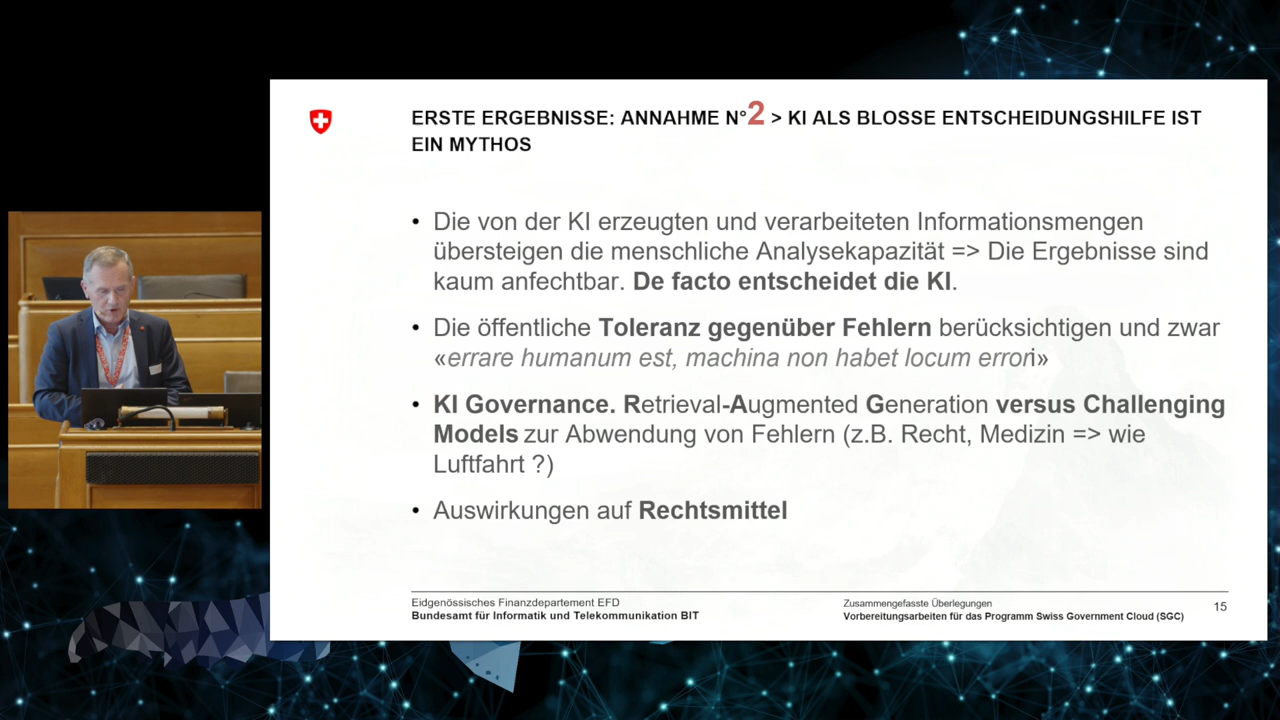 ERSTE ERGEBNISSE: ANNAHME N°2 > KI ALS BLOSSE ENTSCHEIDUNGSHILFE IST
EIN MYTHOS
• Die von der KI erzeugten und verarbeiteten Informationsmengen
übersteigen die menschliche Analysekapazität => Die Ergebnisse sind
kaum anfechtbar. De facto entscheidet die KI.
• Die öffentliche Toleranz gegenüber Fehlern berücksichtigen und zwar
«errare humanum est, machina non habet locum errori»
• KI Governance. Retrieval-Augmented Generation versus Challenging
Models zur Abwendung von Fehlern (z.B. Recht, Medizin => wie
Luftfahrt ?)
• Auswirkungen auf Rechtsmittel
Eidgenössisches Finanzdepartement EFD
Bundesamt für Informatik und Telekommunikation BIT
Zusammengefasste Überlegungen
Vorbereitungsarbeiten für das Programm Swiss Government Cloud (SGC)
15